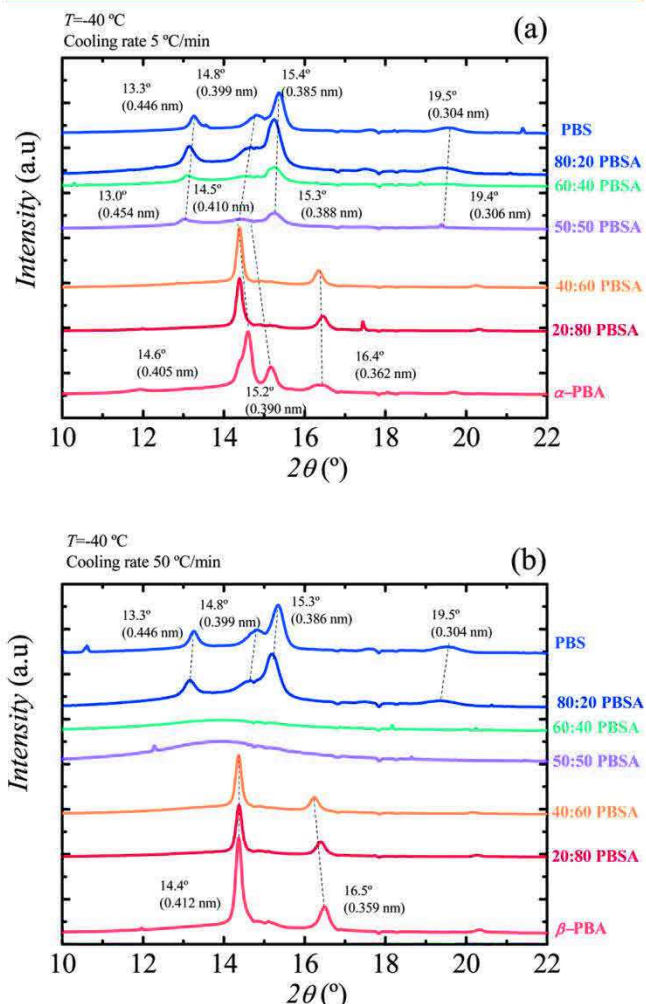 T=-40 ºC
Cooling rate 5 ºC/min
(a)
13.3º
(0.446 nm)
14.8º
(0.399 nm)
15.4º
(0.385 nm)
19.5º
(0.304 nm)
PBS
80:20 PBSA
60:40 PBSA
13.0º
(0.454 nm)
14.5º
(0.410 nm)
15.3º
(0.388 nm)
19.4º
(0.306 nm)
50:50 PBSA
40:60 PBSA
20:80 PBSA
14.6º
(0.405 nm)
15.2º
(0.390 nm)
16.4º
(0.362 nm)
α–PBA
Intensity (a.u)
10 12 14 16 18 20 22
2θ (º)
T=-40 ºC
Cooling rate 50 ºC/min
(b)
13.3º
(0.446 nm)
14.8º
(0.399 nm)
15.3º
(0.386 nm)
19.5º
(0.304 nm)
PBS
80:20 PBSA
60:40 PBSA
50:50 PBSA
40:60 PBSA
20:80 PBSA
14.4º
(0.412 nm)
16.5º
(0.359 nm)
β–PBA
Intensity (a.u)
10 12 14 16 18 20 22
2θ (º)